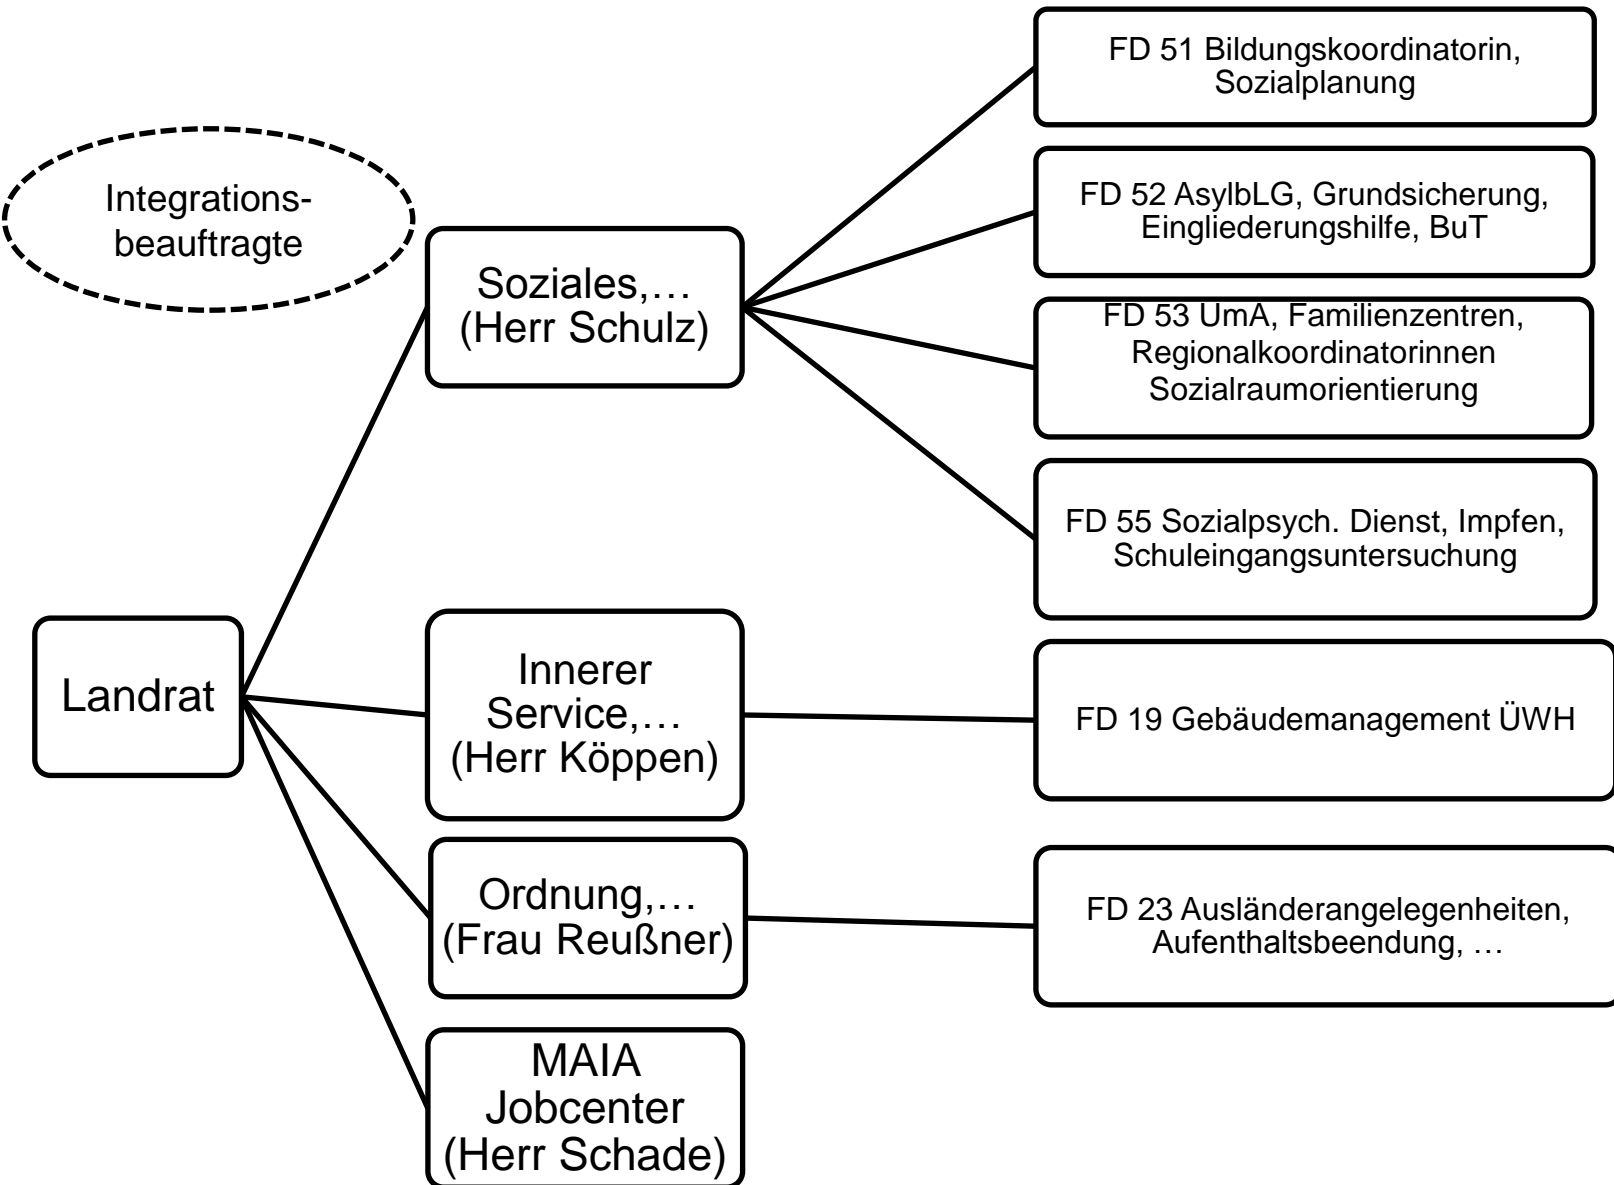 Integrations-
beauftragte
Landrat
Soziales,…
(Herr Schulz)
Innerer
Service,…
(Herr Köppen)
Ordnung,…
(Frau Reußner)
MAIA
Jobcenter
(Herr Schade)
FD 51 Bildungskoordinatorin,
Sozialplanung
FD 52 AsylbLG, Grundsicherung,
Eingliederungshilfe, BuT
FD 53 UmA, Familienzentren,
Regionalkoordinatorinnen
Sozialraumorientierung
FD 55 Sozialpsych. Dienst, Impfen,
Schuleingangsuntersuchung
FD 19 Gebäudemanagement ÜWH
FD 23 Ausländerangelegenheiten,
Aufenthaltsbeendung, …